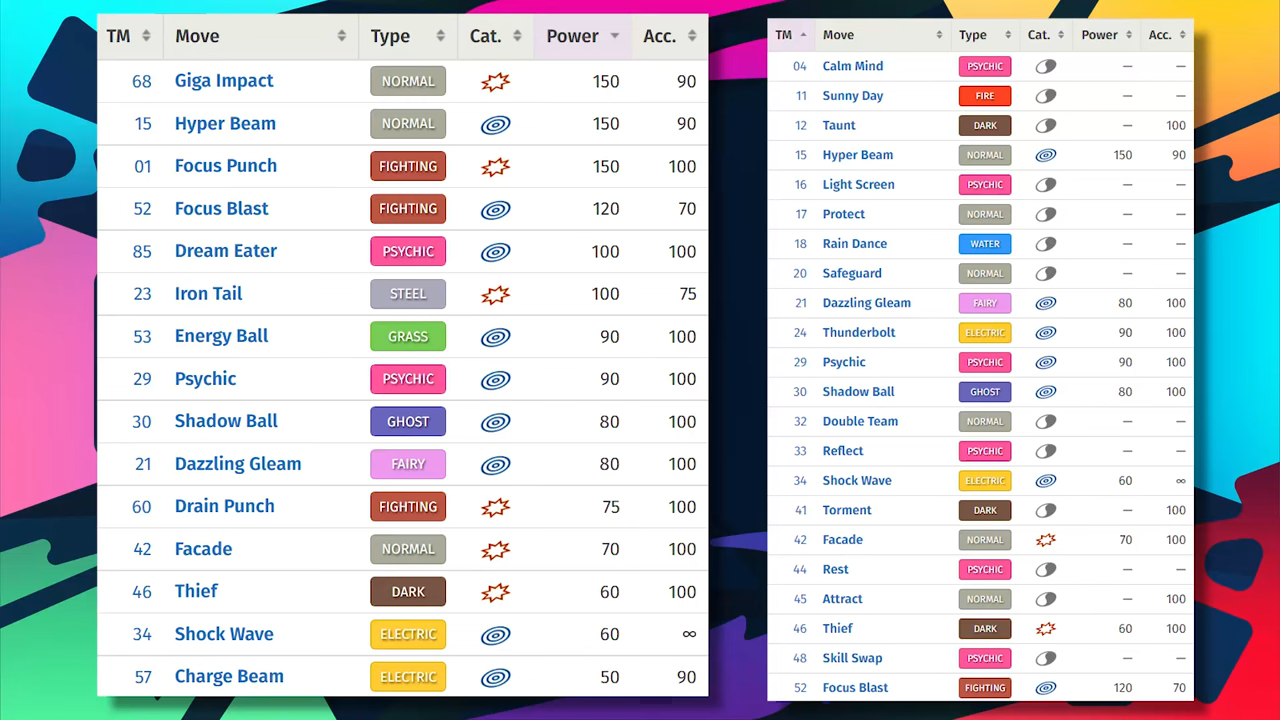 TM Move Type Cat. Power Acc.
68 Giga Impact NORMAL 150 90
15 Hyper Beam NORMAL 150 90
01 Focus Punch FIGHTING 150 100
52 Focus Blast FIGHTING 120 70
85 Dream Eater PSYCHIC 100 100
23 Iron Tail STEEL 100 75
53 Energy Ball GRASS 90 100
29 Psychic PSYCHIC 90 100
30 Shadow Ball GHOST 80 100
21 Dazzling Gleam FAIRY 80 100
60 Drain Punch FIGHTING 75 100
42 Facade NORMAL 70 100
46 Thief DARK 60 100
34 Shock Wave ELECTRIC 60 ∞
57 Charge Beam ELECTRIC 50 90
TM Move Type Cat. Power Acc.
04 Calm Mind PSYCHIC — —
11 Sunny Day FIRE — —
12 Taunt DARK — 100
15 Hyper Beam NORMAL 150 90
16 Light Screen PSYCHIC — —
17 Protect NORMAL — —
18 Rain Dance WATER — —
20 Safeguard NORMAL — —
21 Dazzling Gleam FAIRY 80 100
24 Thunderbolt ELECTRIC 90 100
29 Psychic PSYCHIC 90 100
30 Shadow Ball GHOST 80 100
32 Double Team NORMAL — —
33 Reflect PSYCHIC — —
34 Shock Wave ELECTRIC 60 ∞
41 Torment DARK — 100
42 Facade NORMAL 70 100
44 Rest PSYCHIC — —
45 Attract NORMAL — 100
46 Thief DARK 60 100
48 Skill Swap PSYCHIC — —
52 Focus Blast FIGHTING 120 70